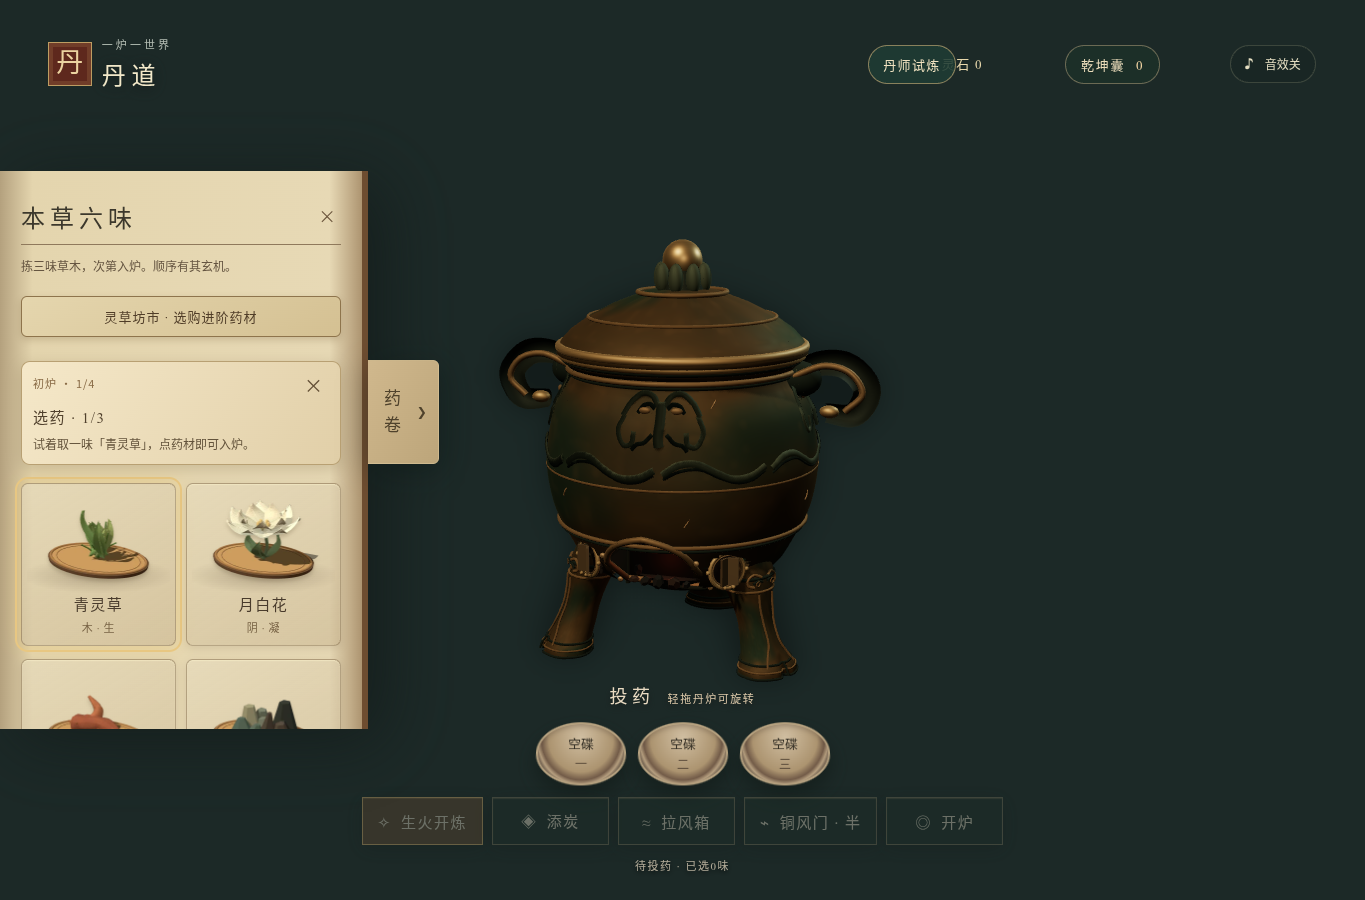 丹
一炉一世界
丹道
丹师试炼
灵石 0
乾坤囊 0
音效关
本草六味
拣三味草木，次第入炉。顺序有其玄机。
灵草坊市 · 选购进阶药材
初炉 · 1/4
选药 · 1/3
试着取一味「青灵草」，点药材即可入炉。
青灵草
木 · 生
月白花
阴 · 凝
药卷
投药 轻拖丹炉可旋转
空碟 一
空碟 二
空碟 三
生火开炼
添炭
拉风箱
铜风门 · 半
开炉
待投药 · 已选0味